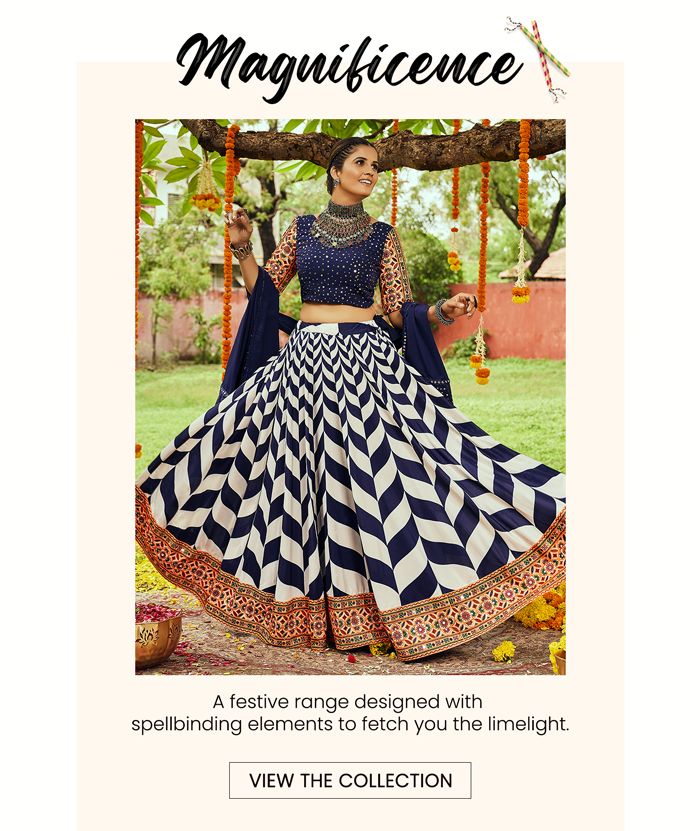 Magnificence
A festive range designed with
spellbinding elements to fetch you the limelight.
VIEW THE COLLECTION